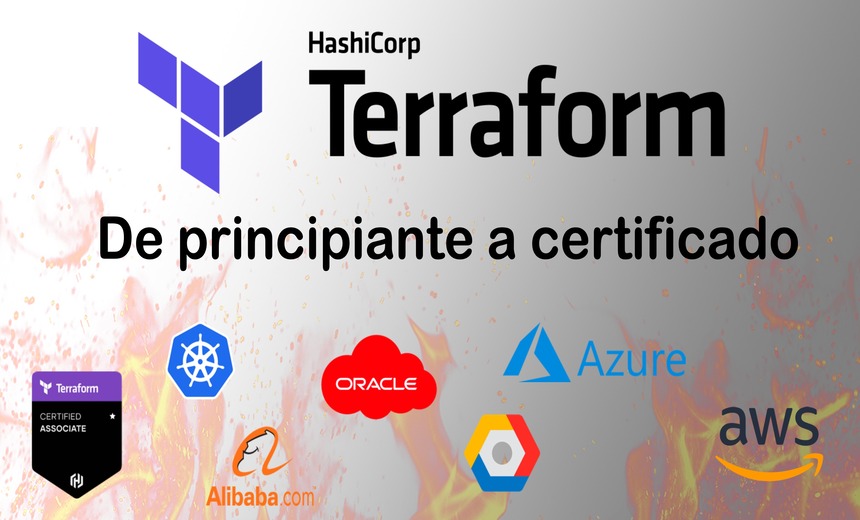 HashiCorp
Terraform
De principiante a certificado
Azure
ORACLE
Terraform
CERTIFIED
ASSOCIATE
aws
Alibaba.com